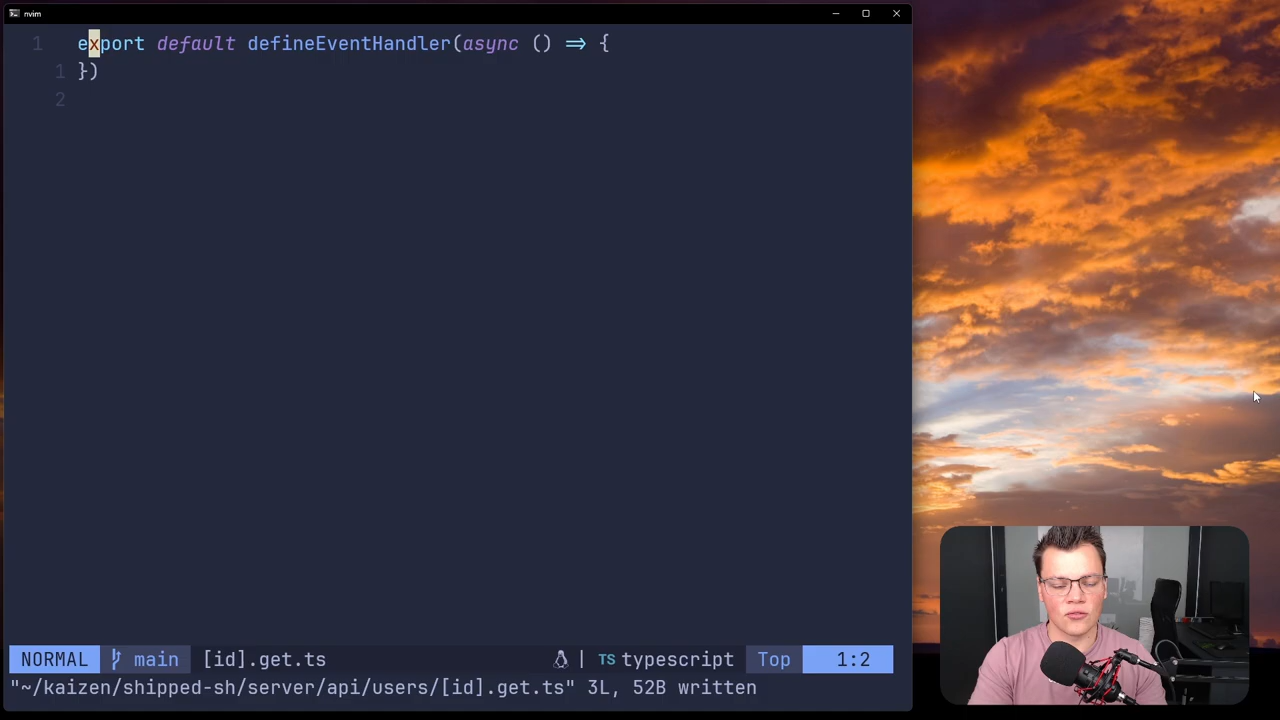 nvim
1 export default defineEventHandler(async () => {
1 })
2
NORMAL main [id].get.ts | TS typescript Top 1:2
"~/kaizen/shipped-sh/server/api/users/[id].get.ts" 3L, 52B written